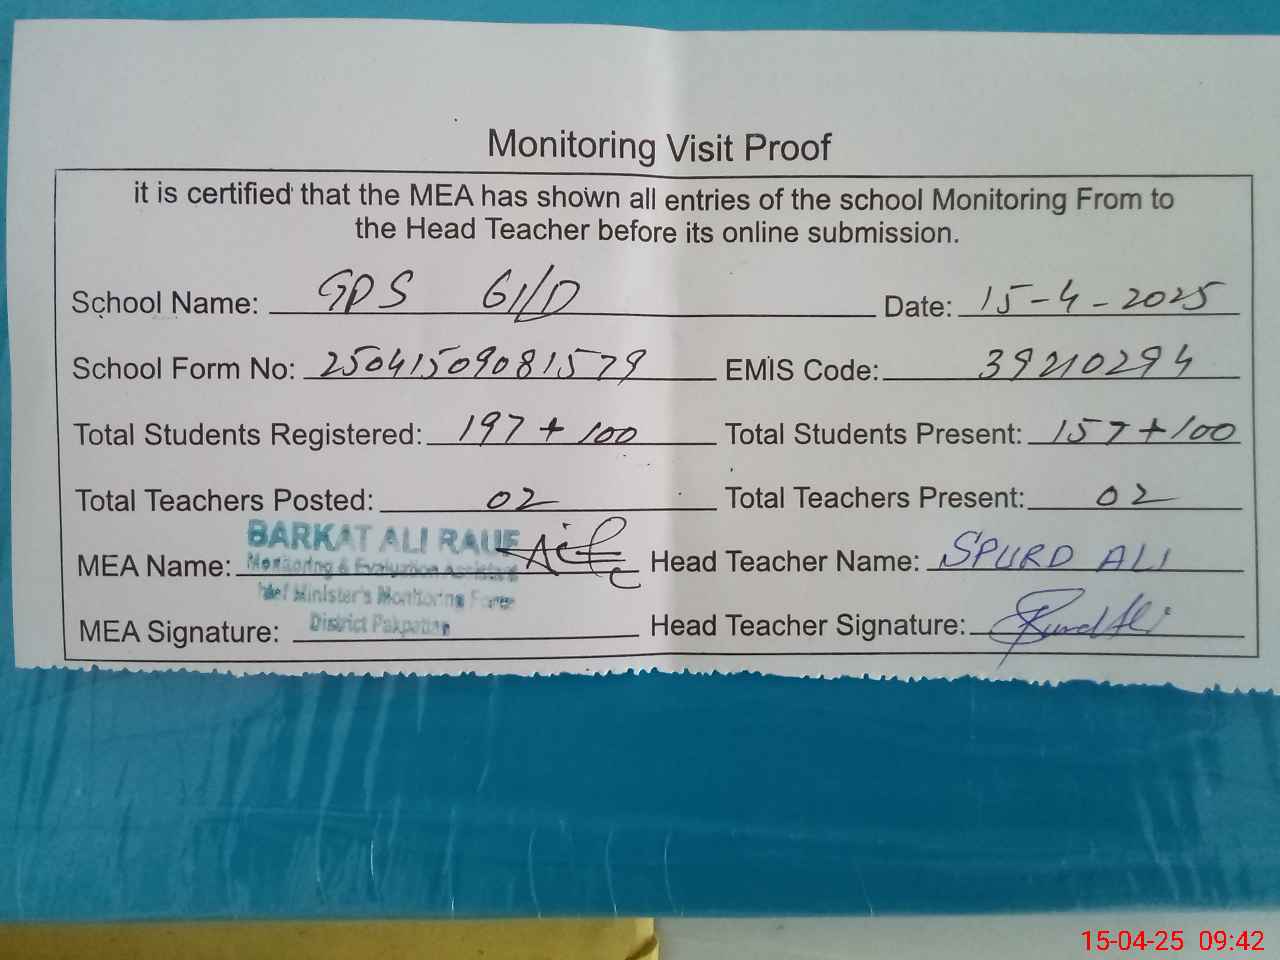 Monitoring Visit Proof
it is certified that the MEA has shown all entries of the school Monitoring From to
the Head Teacher before its online submission.
School Name: GPS 61/D Date: 15-4-2025
School Form No: 25041509081579 EMIS Code: 39210294
Total Students Registered: 197 + 100 Total Students Present: 157+100
Total Teachers Posted: 02 Total Teachers Present: 02
BARKAT ALI RAUF
MEA Name: Monitoring & Evaluation Assistant Head Teacher Name: SPURD ALI
Chief Minister's Monitoring Force
MEA Signature: District Pakpattan Head Teacher Signature:
15-04-25 09:42